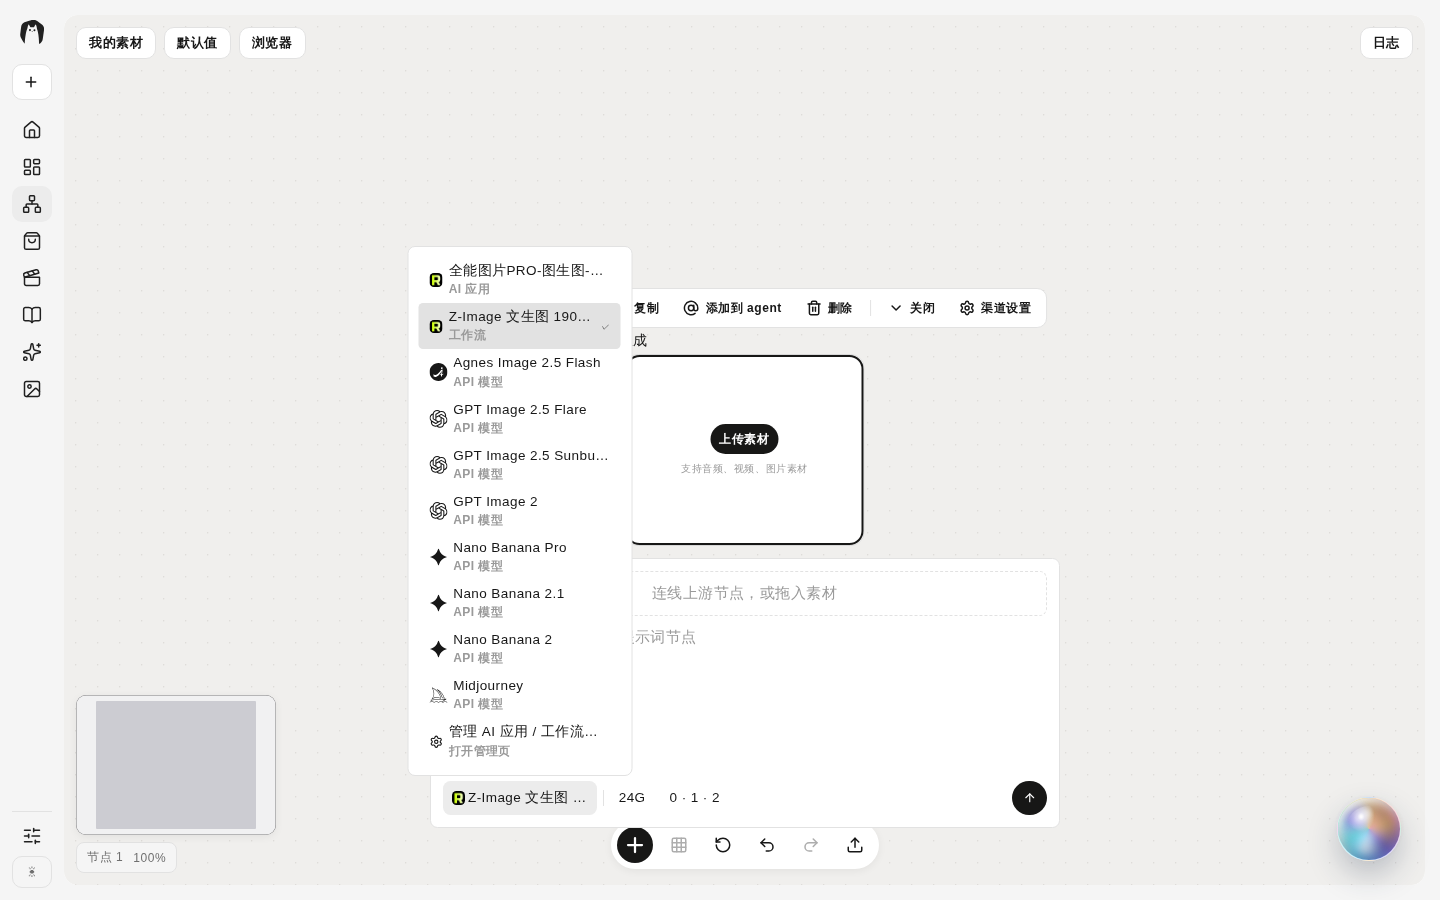 我的素材
默认值
浏览器
日志
全能图片PRO-图生图-...
AI 应用
Z-Image 文生图 190...
工作流
Agnes Image 2.5 Flash
API 模型
GPT Image 2.5 Flare
API 模型
GPT Image 2.5 Sunbu...
API 模型
GPT Image 2
API 模型
Nano Banana Pro
API 模型
Nano Banana 2.1
API 模型
Nano Banana 2
API 模型
Midjourney
API 模型
管理 AI 应用 / 工作流...
打开管理页
复制
添加到 agent
删除
关闭
渠道设置
成
上传素材
支持音频、视频、图片素材
连线上游节点，或拖入素材
示词节点
Z-Image 文生图 ...
24G
0 · 1 · 2
节点 1
100%